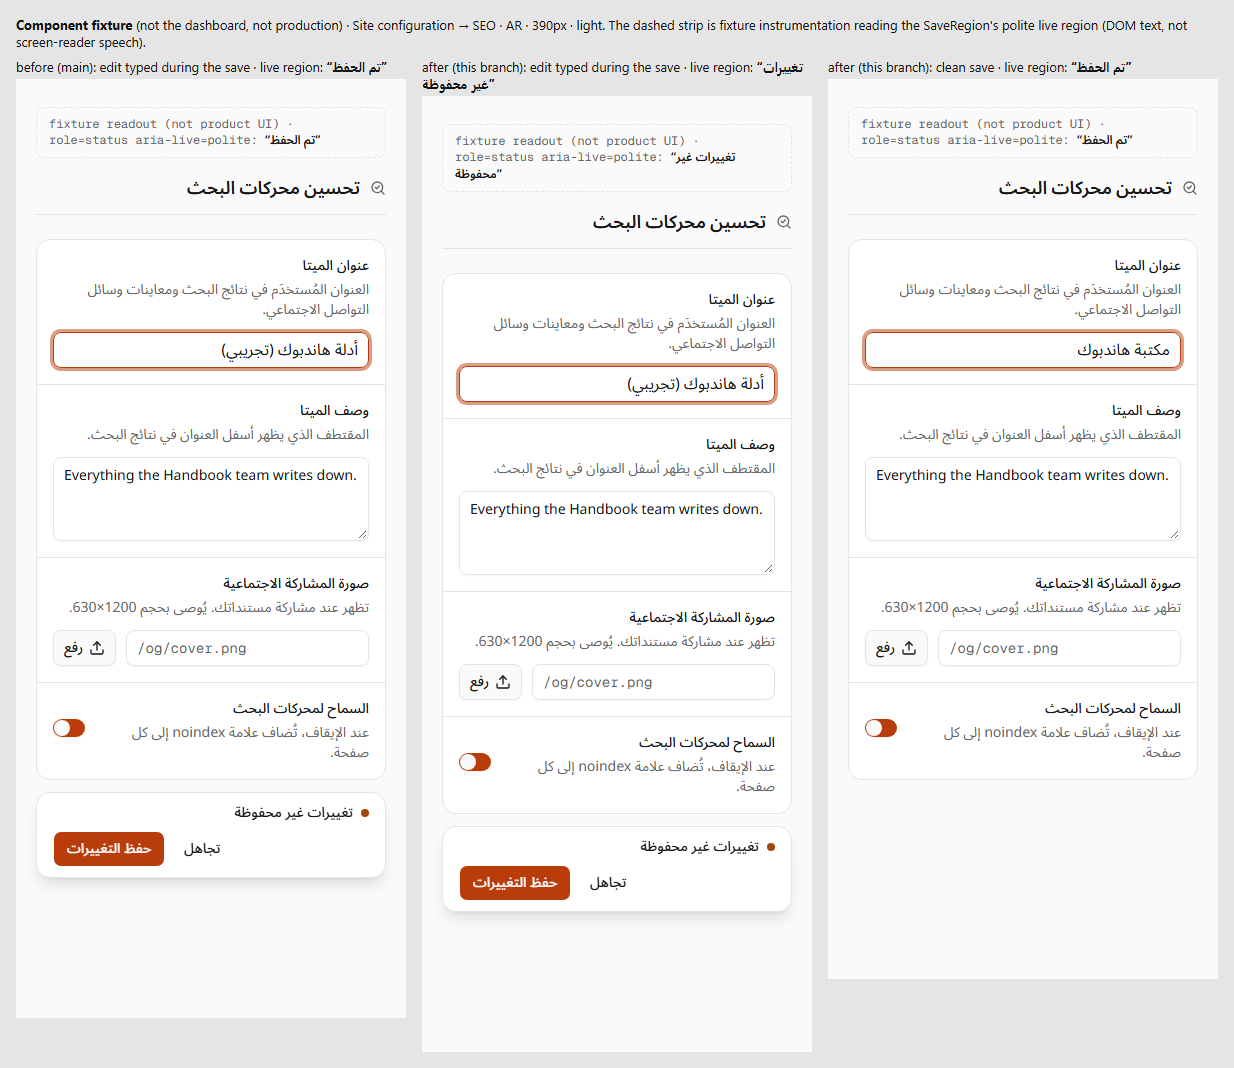 Component fixture (not the dashboard, not production) · Site configuration → SEO · AR · 390px · light. The dashed strip is fixture instrumentation reading the SaveRegion's polite live region (DOM text, not
screen-reader speech).
before (main): edit typed during the save · live region: “تم الحفظ”
fixture readout (not product UI) ·
role=status aria-live=polite: “تم الحفظ”
تحسين محركات البحث
عنوان الميتا
العنوان المُستخدَم في نتائج البحث ومعاينات وسائل
التواصل الاجتماعي.
أدلة هاندبوك (تجريبي)
وصف الميتا
المقتطف الذي يظهر أسفل العنوان في نتائج البحث.
Everything the Handbook team writes down.
صورة المشاركة الاجتماعية
تظهر عند مشاركة مستنداتك. يُوصى بحجم 1200×630.
/og/cover.png
رفع
السماح لمحركات البحث
عند الإيقاف، تُضاف علامة noindex إلى كل
صفحة.
تغييرات غير محفوظة
تجاهل
حفظ التغييرات
after (this branch): edit typed during the save · live region: “تغييرات
غير محفوظة”
fixture readout (not product UI) ·
role=status aria-live=polite: “تغييرات غير
محفوظة”
تحسين محركات البحث
عنوان الميتا
العنوان المُستخدَم في نتائج البحث ومعاينات وسائل
التواصل الاجتماعي.
أدلة هاندبوك (تجريبي)
وصف الميتا
المقتطف الذي يظهر أسفل العنوان في نتائج البحث.
Everything the Handbook team writes down.
صورة المشاركة الاجتماعية
تظهر عند مشاركة مستنداتك. يُوصى بحجم 1200×630.
/og/cover.png
رفع
السماح لمحركات البحث
عند الإيقاف، تُضاف علامة noindex إلى كل
صفحة.
تغييرات غير محفوظة
تجاهل
حفظ التغييرات
after (this branch): clean save · live region: “تم الحفظ”
fixture readout (not product UI) ·
role=status aria-live=polite: “تم الحفظ”
تحسين محركات البحث
عنوان الميتا
العنوان المُستخدَم في نتائج البحث ومعاينات وسائل
التواصل الاجتماعي.
مكتبة هاندبوك
وصف الميتا
المقتطف الذي يظهر أسفل العنوان في نتائج البحث.
Everything the Handbook team writes down.
صورة المشاركة الاجتماعية
تظهر عند مشاركة مستنداتك. يُوصى بحجم 1200×630.
/og/cover.png
رفع
السماح لمحركات البحث
عند الإيقاف، تُضاف علامة noindex إلى كل
صفحة.